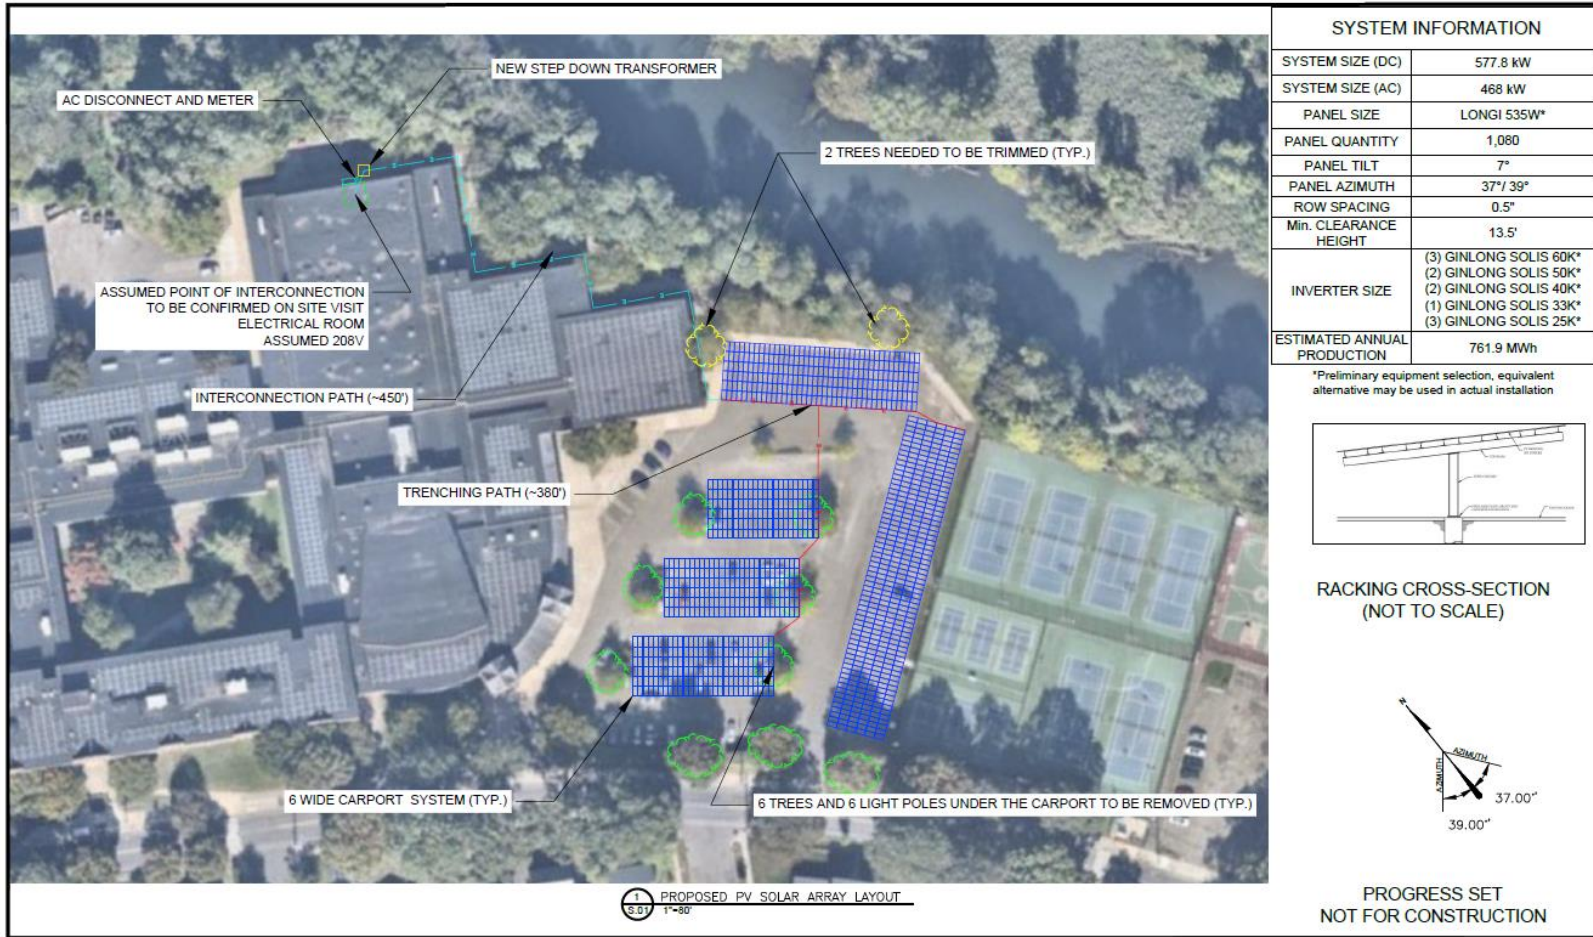 NEW STEP DOWN TRANSFORMER
AC DISCONNECT AND METER
2 TREES NEEDED TO BE TRIMMED (TYP.)
ASSUMED POINT OF INTERCONNECTION
TO BE CONFIRMED ON SITE VISIT
ELECTRICAL ROOM
ASSUMED 208V
INTERCONNECTION PATH (~450')
TRENCHING PATH (~380')
6 WIDE CARPORT SYSTEM (TYP.)
6 TREES AND 6 LIGHT POLES UNDER THE CARPORT TO BE REMOVED (TYP.)
1
S.01
PROPOSED PV SOLAR ARRAY LAYOUT
1"=80'
SYSTEM INFORMATION
SYSTEM SIZE (DC) 577.8 kW
SYSTEM SIZE (AC) 468 kW
PANEL SIZE LONGI 535W*
PANEL QUANTITY 1,080
PANEL TILT 7°
PANEL AZIMUTH 37°/ 39°
ROW SPACING 0.5"
Min. CLEARANCE
HEIGHT
13.5'
INVERTER SIZE
(3) GINLONG SOLIS 60K*
(2) GINLONG SOLIS 50K*
(2) GINLONG SOLIS 40K*
(1) GINLONG SOLIS 33K*
(3) GINLONG SOLIS 25K*
ESTIMATED ANNUAL
PRODUCTION
761.9 MWh
*Preliminary equipment selection, equivalent
alternative may be used in actual installation
RACKING CROSS-SECTION
(NOT TO SCALE)
N
AZIMUTH
AZIMUTH
37.00°
39.00°
PROGRESS SET
NOT FOR CONSTRUCTION